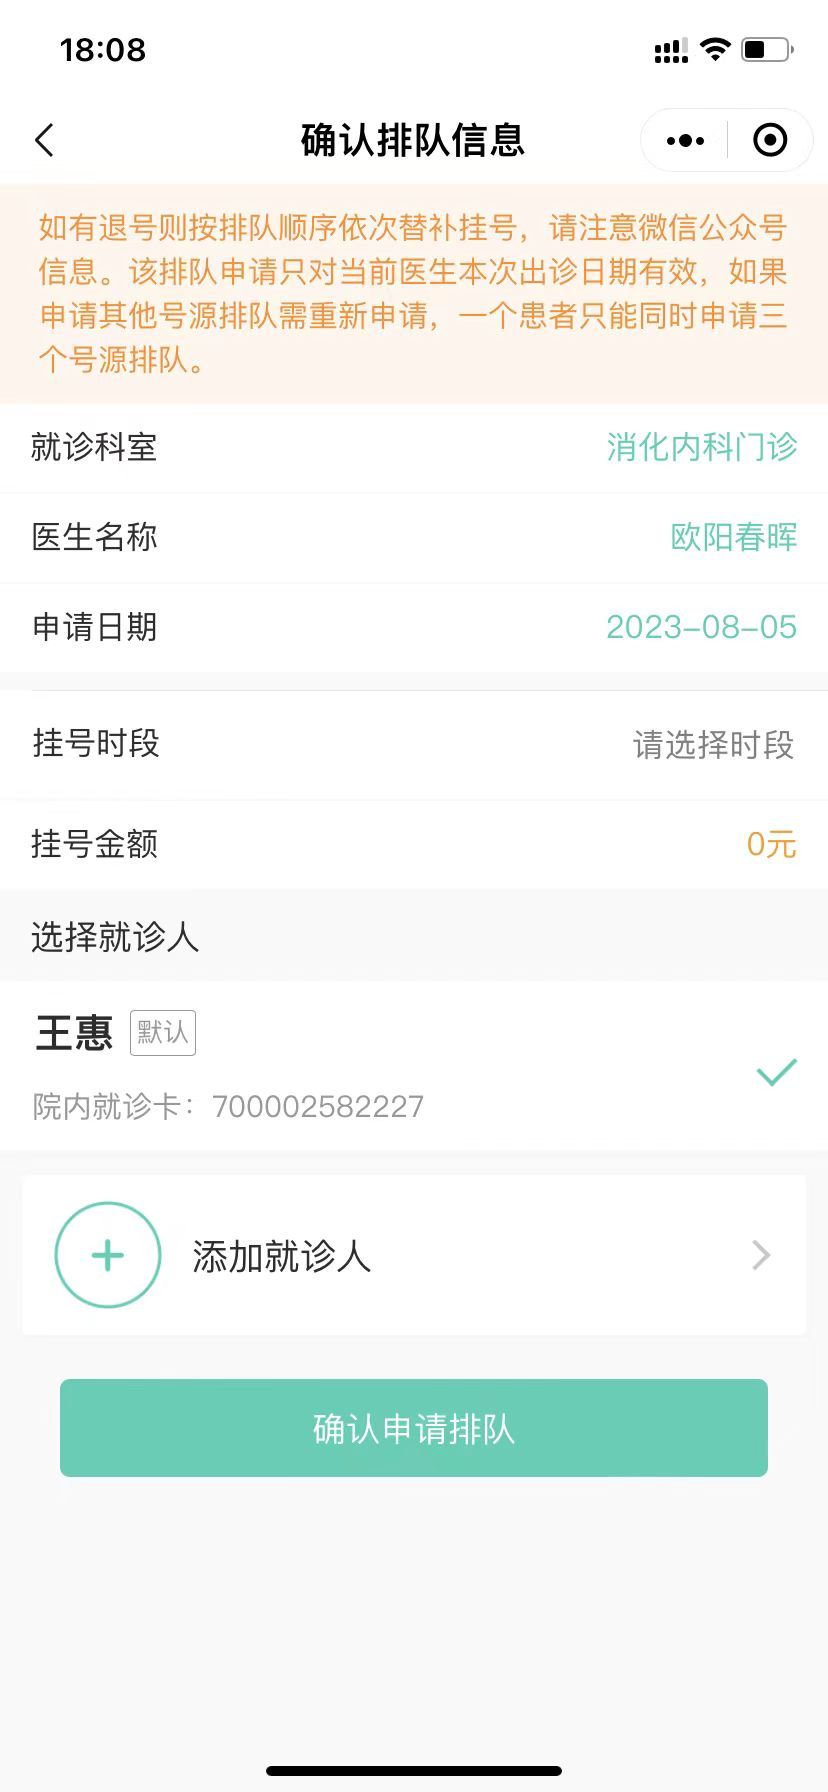 18:08
确认排队信息
如有退号则按排队顺序依次替补挂号，请注意微信公众号
信息。该排队申请只对当前医生本次出诊日期有效，如果
申请其他号源排队需重新申请，一个患者只能同时申请三
个号源排队。
就诊科室 消化内科门诊
医生名称 欧阳春晖
申请日期 2023-08-05
挂号时段 请选择时段
挂号金额 0元
选择就诊人
王惠 默认
院内就诊卡：700002582227
添加就诊人
确认申请排队